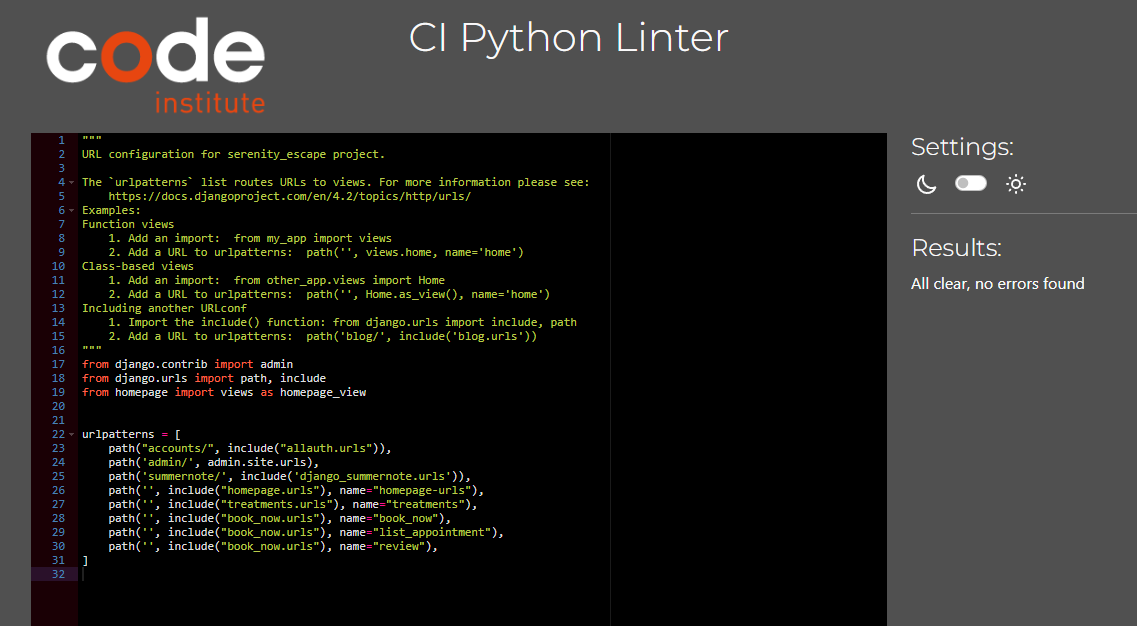 code
institute
CI Python Linter
1 """
2 URL configuration for serenity_escape project.
3
4 The `urlpatterns` list routes URLs to views. For more information please see:
5     https://docs.djangoproject.com/en/4.2/topics/http/urls/
6 Examples:
7 Function views
8     1. Add an import:  from my_app import views
9     2. Add a URL to urlpatterns:  path('', views.home, name='home')
10 Class-based views
11     1. Add an import:  from other_app.views import Home
12     2. Add a URL to urlpatterns:  path('', Home.as_view(), name='home')
13 Including another URLconf
14     1. Import the include() function: from django.urls import include, path
15     2. Add a URL to urlpatterns:  path('blog/', include('blog.urls'))
16 """
17 from django.contrib import admin
18 from django.urls import path, include
19 from homepage import views as homepage_view
20
21
22 urlpatterns = [
23     path("accounts/", include("allauth.urls")),
24     path('admin/', admin.site.urls),
25     path('summernote/', include('django_summernote.urls')),
26     path('', include("homepage.urls"), name="homepage-urls"),
27     path('', include("treatments.urls"), name="treatments"),
28     path('', include("book_now.urls"), name="book_now"),
29     path('', include("book_now.urls"), name="list_appointment"),
30     path('', include("book_now.urls"), name="review"),
31 ]
32
Settings:
Results:
All clear, no errors found